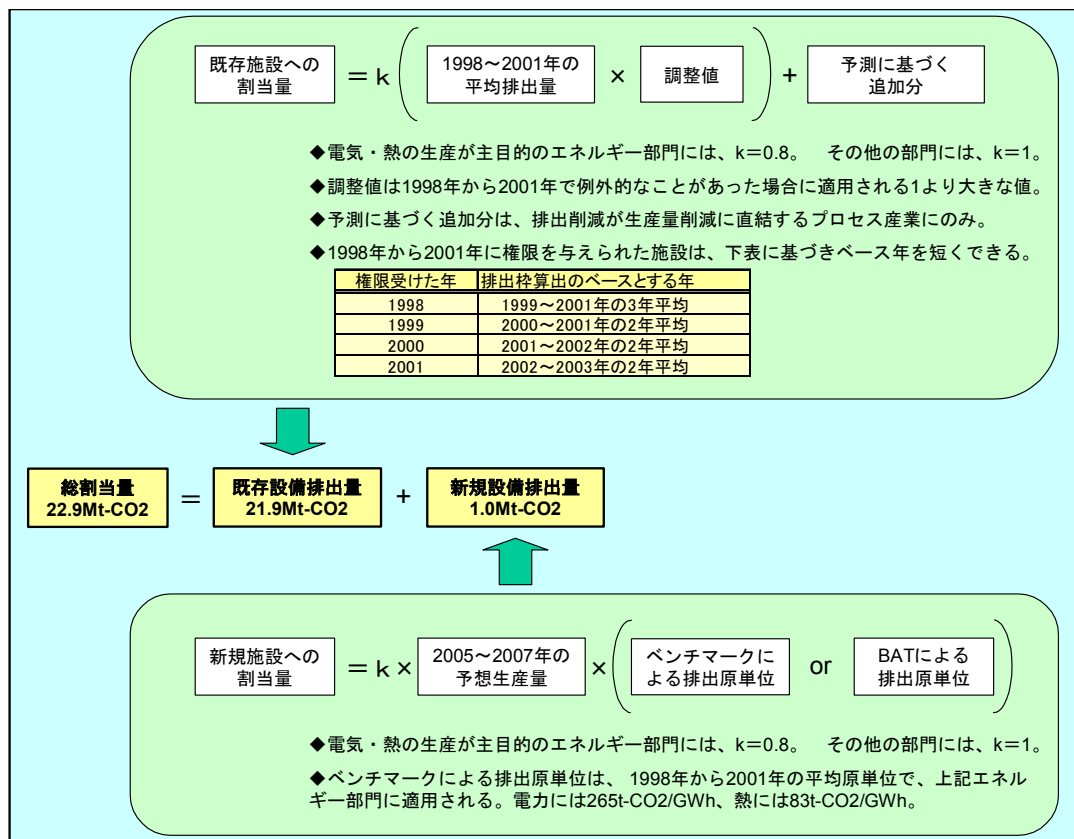 既存施設への
割当量
＝ｋ
1998～2001年の
平均排出量
×
調整値
＋
予測に基づく
追加分
◆電気・熱の生産が主目的のエネルギー部門には、k＝0.8。　その他の部門には、k＝1。
◆調整値は1998年から2001年で例外的なことがあった場合に適用される1より大きな値。
◆予測に基づく追加分は、排出削減が生産量削減に直結するプロセス産業にのみ。
◆1998年から2001年に権限を与えられた施設は、下表に基づきベース年を短くできる。
権限受けた年 排出枠算出のベースとする年
1998 1999～2001年の3年平均
1999 2000～2001年の2年平均
2000 2001～2002年の2年平均
2001 2002～2003年の2年平均
総割当量
22.9Mt-CO2
＝
既存設備排出量
21.9Mt-CO2
＋
新規設備排出量
1.0Mt-CO2
新規施設への
割当量
＝ｋ×
2005～2007年の
予想生産量
×
ベンチマークに
よる排出原単位
or
BATによる
排出原単位
◆電気・熱の生産が主目的のエネルギー部門には、k＝0.8。　その他の部門には、k＝1。
◆ベンチマークによる排出原単位は、 1998年から2001年の平均原単位で、上記エネル
ギー部門に適用される。電力には265t-CO2/GWh、熱には83t-CO2/GWh。